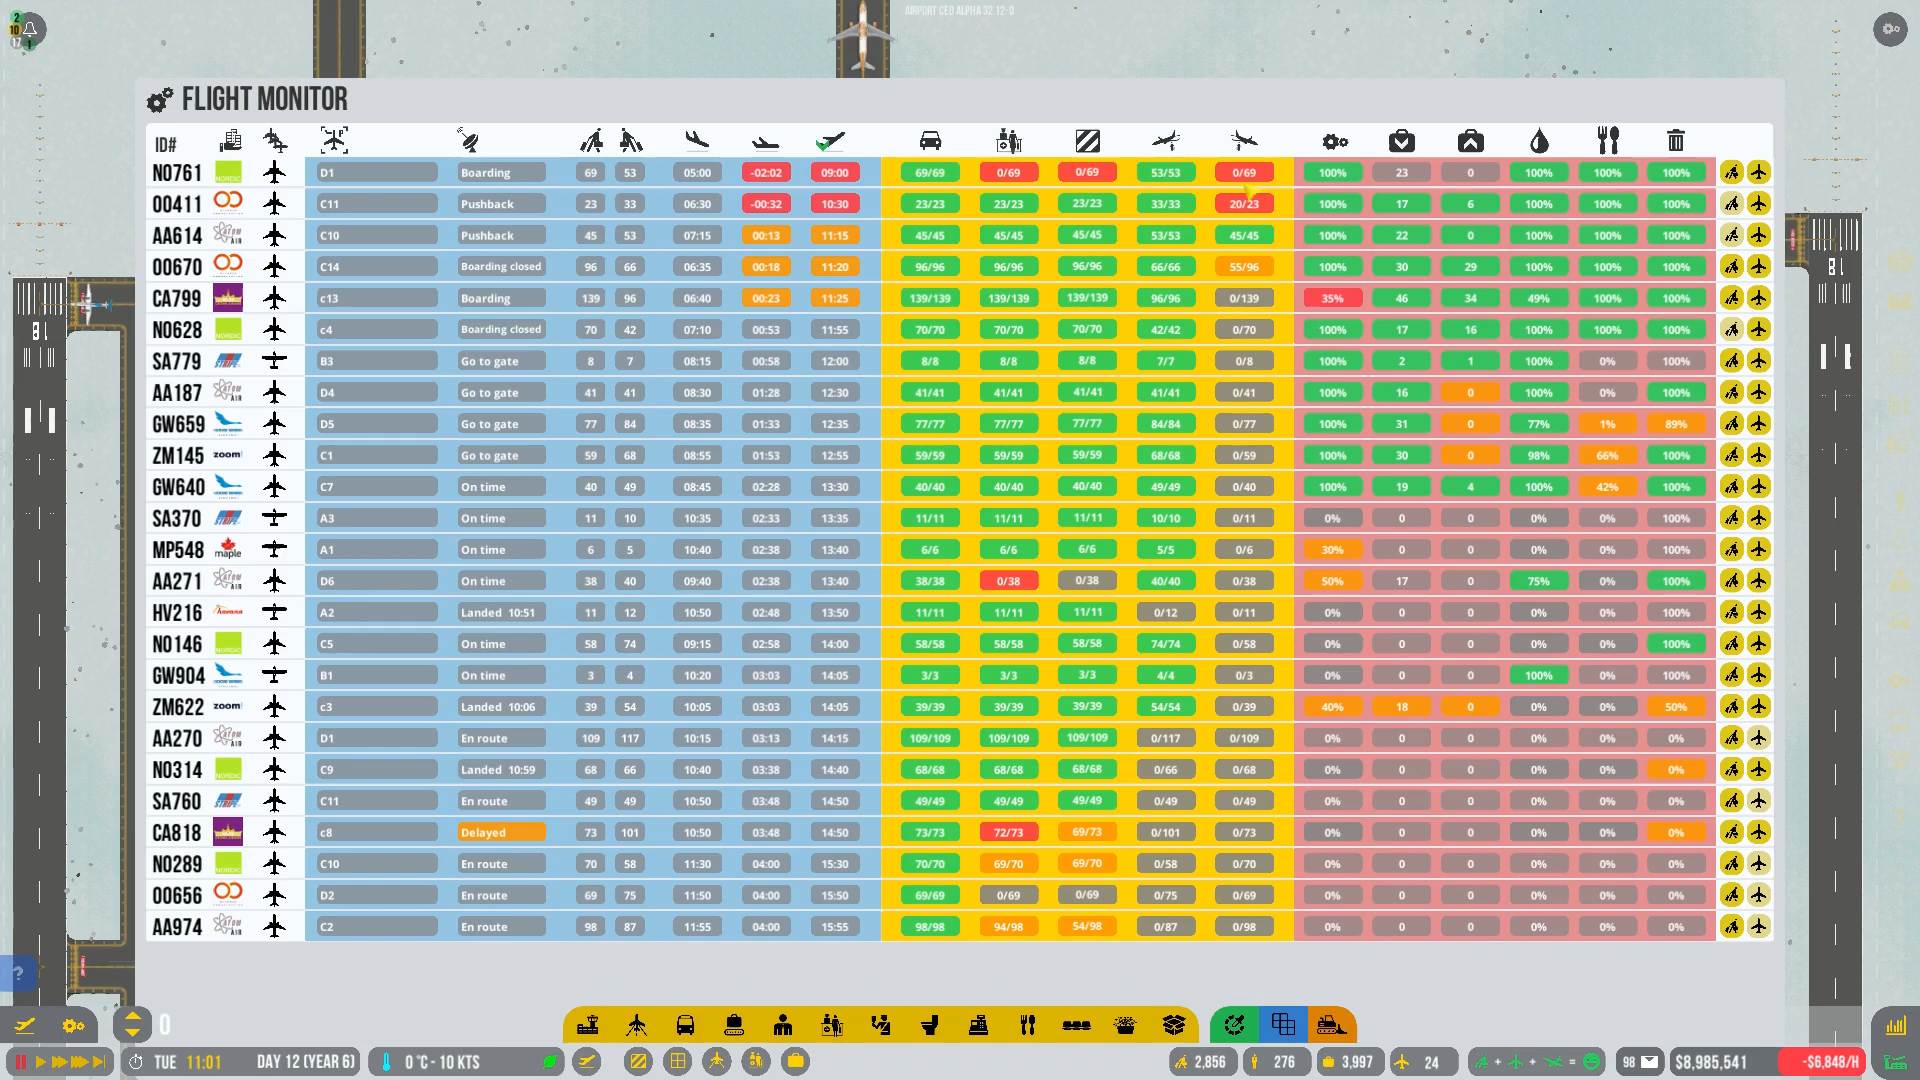 AIRPORT CEO ALPHA 32.12-0
2
10
17 1
FLIGHT MONITOR
ID#
NO761 NORDIC D1 Boarding 69 53 05:00 -02:02 09:00 69/69 0/69 0/69 53/53 0/69 100% 23 0 100% 100% 100%
OO411 C11 Pushback 23 33 06:30 -00:32 10:30 23/23 23/23 23/23 33/33 20/23 100% 17 6 100% 100% 100%
AA614 ATOM AIR C10 Pushback 45 53 07:15 00:13 11:15 45/45 45/45 45/45 53/53 45/45 100% 22 0 100% 100% 100%
OO670 C14 Boarding closed 96 66 06:35 00:18 11:20 96/96 96/96 96/96 66/66 55/96 100% 30 29 100% 100% 100%
CA799 c13 Boarding 139 96 06:40 00:23 11:25 139/139 139/139 139/139 96/96 0/139 35% 46 34 49% 100% 100%
NO628 NORDIC c4 Boarding closed 70 42 07:10 00:53 11:55 70/70 70/70 70/70 42/42 0/70 100% 17 16 100% 100% 100%
SA779 STRIPE B3 Go to gate 8 7 08:15 00:58 12:00 8/8 8/8 8/8 7/7 0/8 100% 2 1 100% 0% 100%
AA187 ATOM AIR D4 Go to gate 41 41 08:30 01:28 12:30 41/41 41/41 41/41 41/41 0/41 100% 16 0 100% 0% 100%
GW659 D5 Go to gate 77 84 08:35 01:33 12:35 77/77 77/77 77/77 84/84 0/77 100% 31 0 77% 1% 89%
ZM145 zoom! C1 Go to gate 59 68 08:55 01:53 12:55 59/59 59/59 59/59 68/68 0/59 100% 30 0 98% 66% 100%
GW640 C7 On time 40 49 08:45 02:28 13:30 40/40 40/40 40/40 49/49 0/40 100% 19 4 100% 42% 100%
SA370 STRIPE A3 On time 11 10 10:35 02:33 13:35 11/11 11/11 11/11 10/10 0/11 0% 0 0 0% 0% 100%
MP548 maple A1 On time 6 5 10:40 02:38 13:40 6/6 6/6 6/6 5/5 0/6 30% 0 0 0% 0% 100%
AA271 ATOM AIR D6 On time 38 40 09:40 02:38 13:40 38/38 0/38 0/38 40/40 0/38 50% 17 0 75% 0% 100%
HV216 havana A2 Landed 10:51 11 12 10:50 02:48 13:50 11/11 11/11 11/11 0/12 0/11 0% 0 0 0% 0% 100%
NO146 NORDIC C5 On time 58 74 09:15 02:58 14:00 58/58 58/58 58/58 74/74 0/58 0% 0 0 0% 0% 100%
GW904 B1 On time 3 4 10:20 03:03 14:05 3/3 3/3 3/3 4/4 0/3 0% 0 0 100% 0% 100%
ZM622 zoom! c3 Landed 10:06 39 54 10:05 03:03 14:05 39/39 39/39 39/39 54/54 0/39 40% 18 0 0% 0% 50%
AA270 ATOM AIR D1 En route 109 117 10:15 03:13 14:15 109/109 109/109 109/109 0/117 0/109 0% 0 0 0% 0% 0%
NO314 NORDIC C9 Landed 10:59 68 66 10:40 03:38 14:40 68/68 68/68 68/68 0/66 0/68 0% 0 0 0% 0% 0%
SA760 STRIPE C11 En route 49 49 10:50 03:48 14:50 49/49 49/49 49/49 0/49 0/49 0% 0 0 0% 0% 0%
CA818 c8 Delayed 73 101 10:50 03:48 14:50 73/73 72/73 69/73 0/101 0/73 0% 0 0 0% 0% 0%
NO289 NORDIC C10 En route 70 58 11:30 04:00 15:30 70/70 69/70 69/70 0/58 0/70 0% 0 0 0% 0% 0%
OO656 D2 En route 69 75 11:50 04:00 15:50 69/69 0/69 0/69 0/75 0/69 0% 0 0 0% 0% 0%
AA974 ATOM AIR C2 En route 98 87 11:55 04:00 15:55 98/98 94/98 54/98 0/87 0/98 0% 0 0 0% 0% 0%
?
0
TUE 11:01 DAY 12 (YEAR 6) 0 °C - 10 KTS 2,856 276 3,997 24 + + = 98 $8,985,541 -$6,848/H